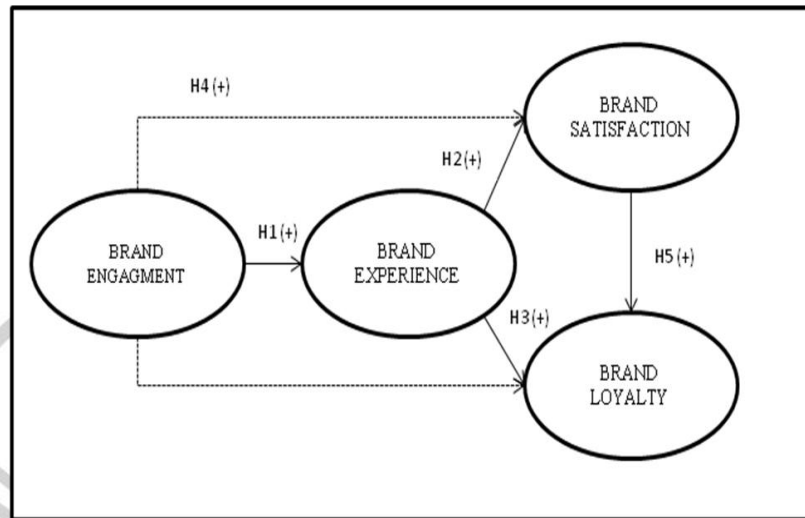 H4(+)
BRAND
SATISFACTION
H2(+)
BRAND
ENGAGMENT
H1(+)
BRAND
EXPERIENCE
H5(+)
H3(+)
BRAND
LOYALTY